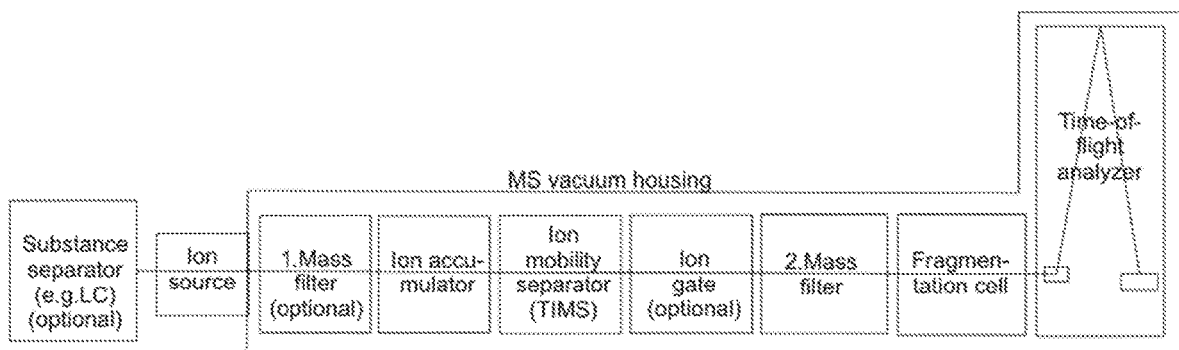 MS vacuum housing
Substance
separator
(e.g.LC)
(optional)
Ion
source
1.Mass
filter
(optional)
Ion accu-
mulator
Ion
mobility
separator
(TIMS)
Ion
gate
(optional)
2.Mass
filter
Fragmen-
tation cell
Time-of-
flight
analyzer